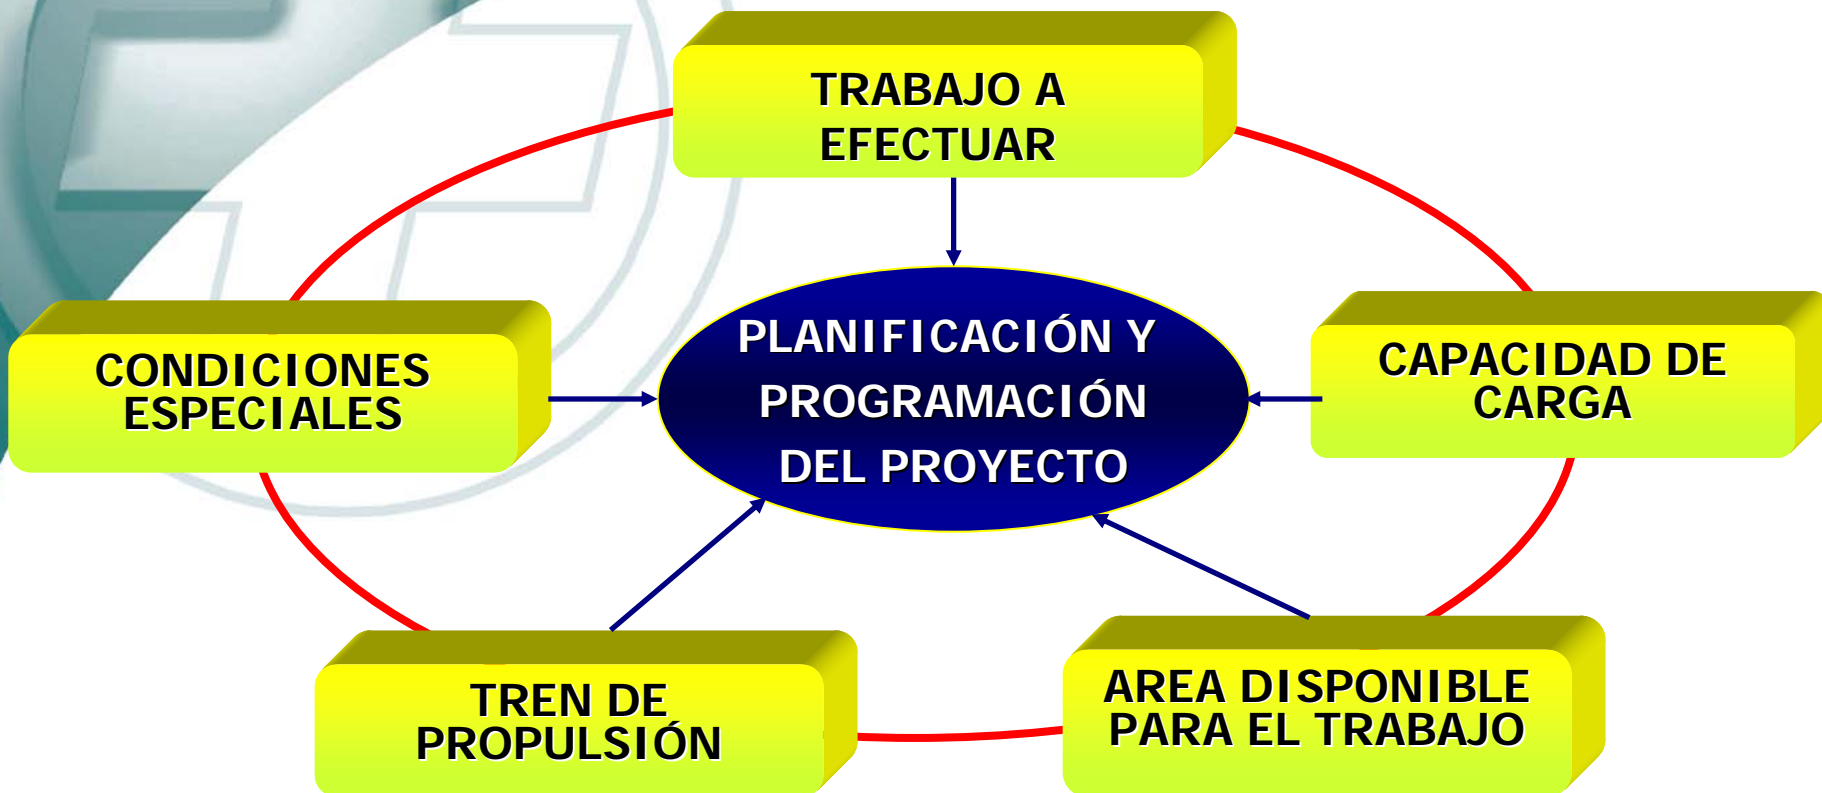 TRABAJO A
EFECTUAR
PLANIFICACIÓN Y
PROGRAMACIÓN
DEL PROYECTO
CONDICIONES
ESPECIALES
CAPACIDAD DE
CARGA
TREN DE
PROPULSIÓN
AREA DISPONIBLE
PARA EL TRABAJO